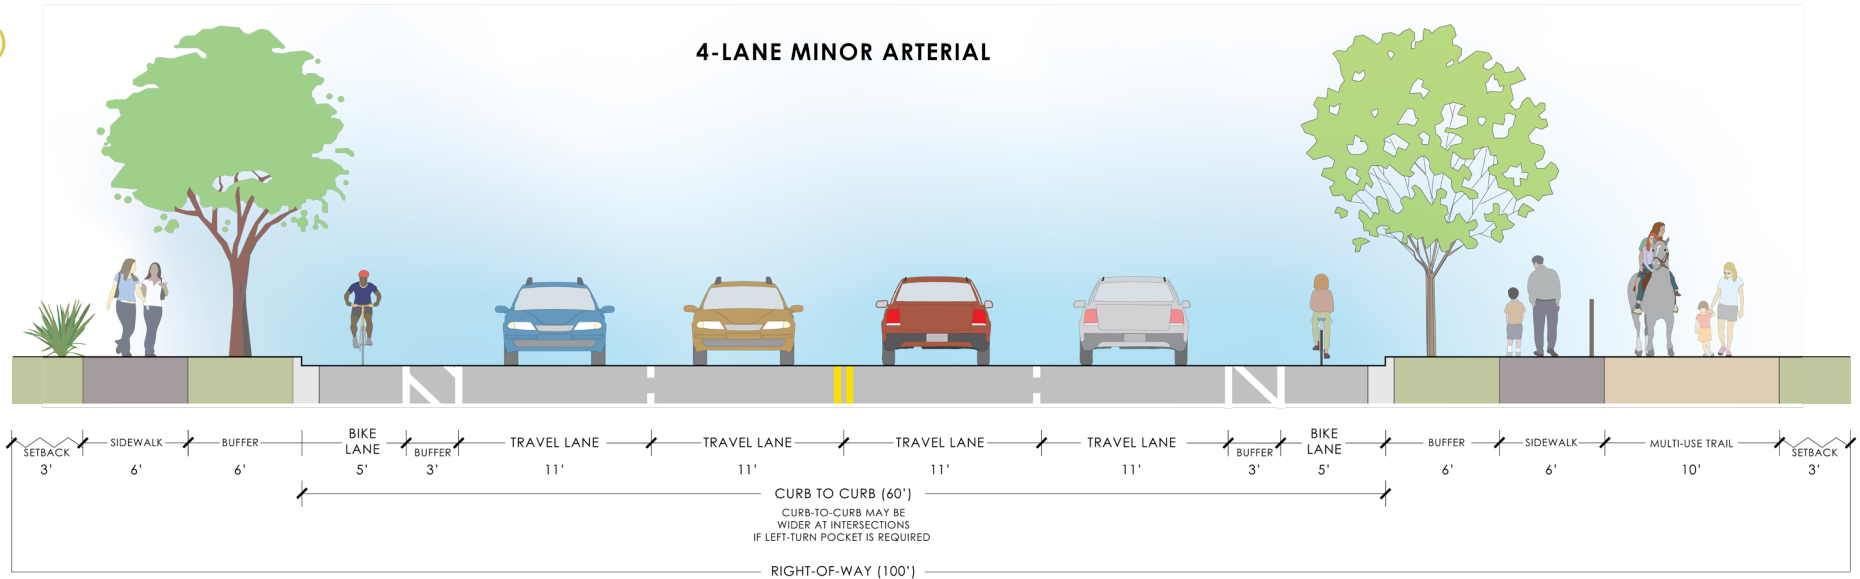 4-LANE MINOR ARTERIAL
SETBACK
3'
SIDEWALK
6'
BUFFER
6'
BIKE
LANE
5'
BUFFER
3'
TRAVEL LANE
11'
TRAVEL LANE
11'
TRAVEL LANE
11'
TRAVEL LANE
11'
BUFFER
3'
BIKE
LANE
5'
BUFFER
6'
SIDEWALK
6'
MULTI-USE TRAIL
10'
SETBACK
3'
CURB TO CURB (60')
CURB-TO-CURB MAY BE
WIDER AT INTERSECTIONS
IF LEFT-TURN POCKET IS REQUIRED
RIGHT-OF-WAY (100')